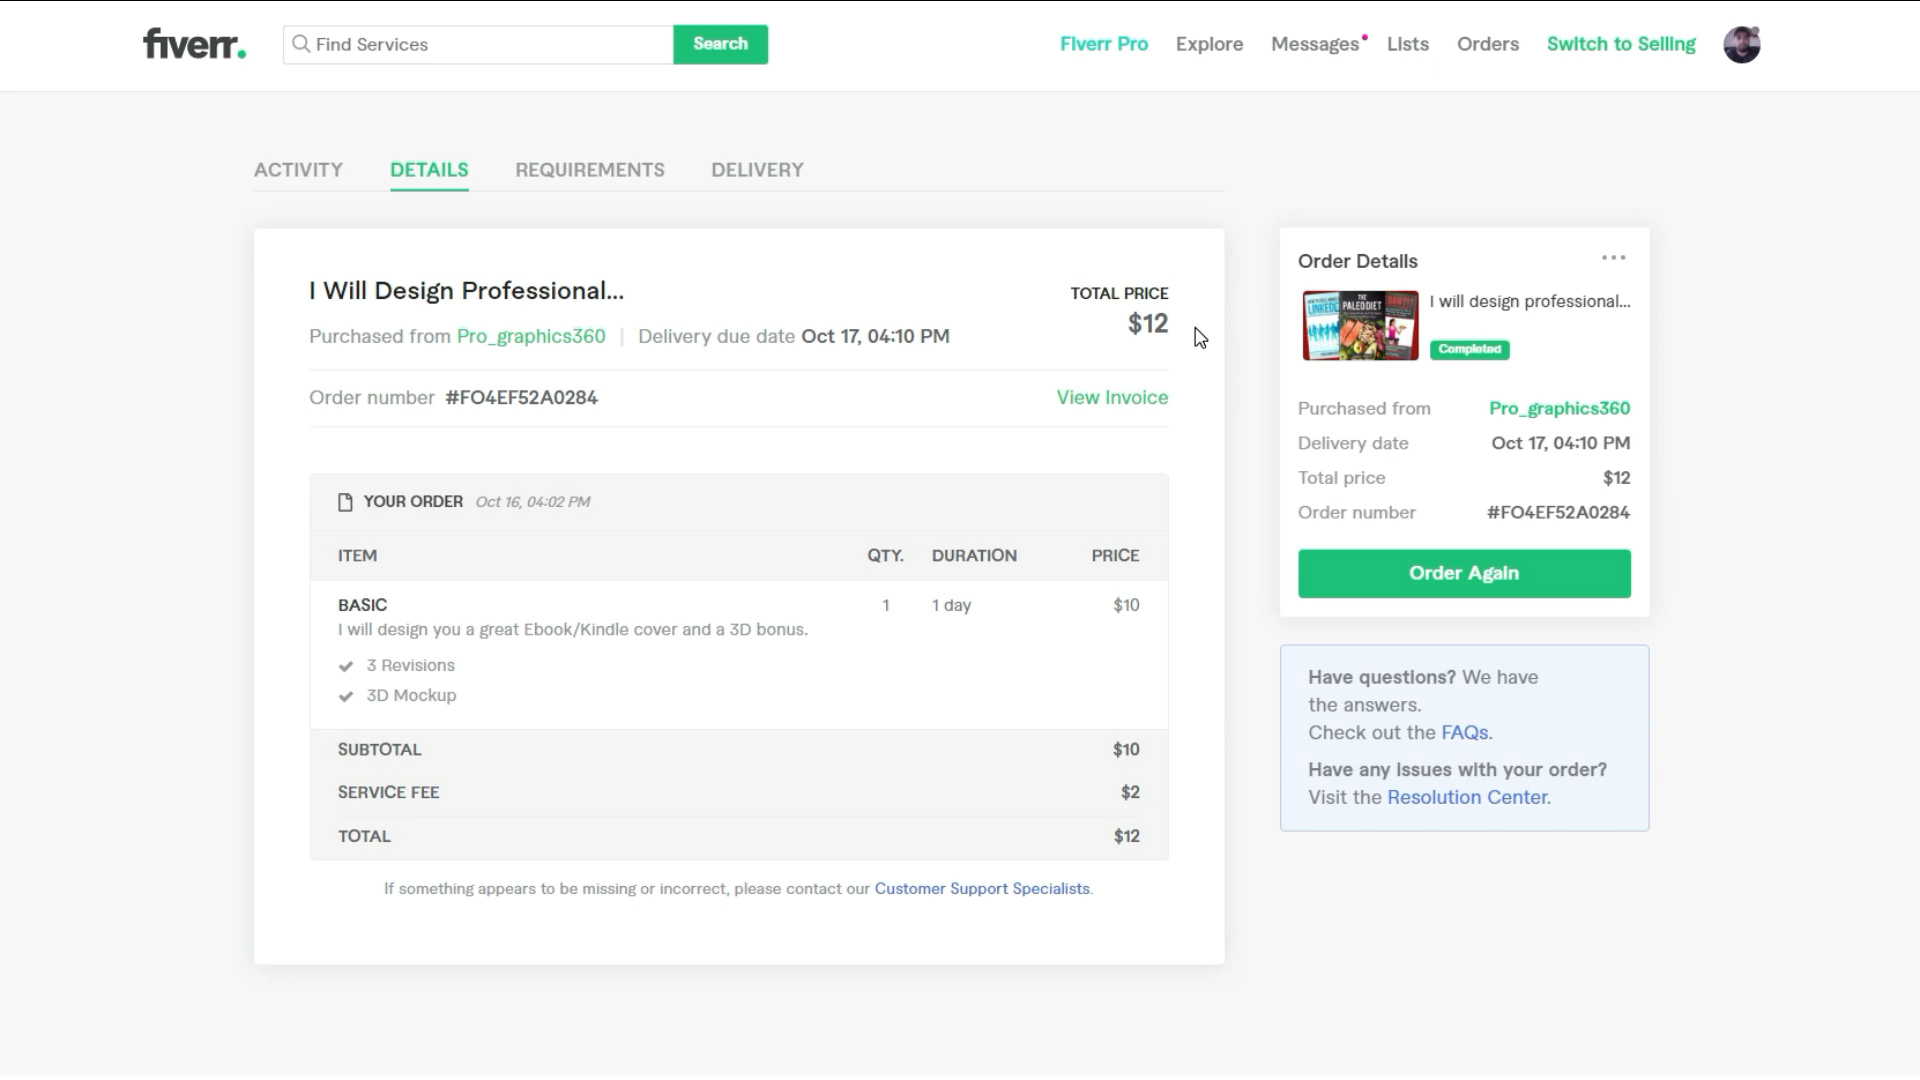 fiverr.
Find Services
Search
Fiverr Pro
Explore
Messages
Lists
Orders
Switch to Selling
ACTIVITY
DETAILS
REQUIREMENTS
DELIVERY
I Will Design Professional...
TOTAL PRICE
$12
Purchased from Pro_graphics360 | Delivery due date Oct 17, 04:10 PM
Order number #FO4EF52A0284
View Invoice
YOUR ORDER Oct 16, 04:02 PM
ITEM QTY. DURATION PRICE
BASIC 1 1 day $10
I will design you a great Ebook/Kindle cover and a 3D bonus.
3 Revisions
3D Mockup
SUBTOTAL $10
SERVICE FEE $2
TOTAL $12
If something appears to be missing or incorrect, please contact our Customer Support Specialists.
Order Details
...
LINKEDIN
THE
PALEO DIET
I will design professional...
Completed
Purchased from Pro_graphics360
Delivery date Oct 17, 04:10 PM
Total price $12
Order number #FO4EF52A0284
Order Again
Have questions? We have
the answers.
Check out the FAQs.
Have any issues with your order?
Visit the Resolution Center.